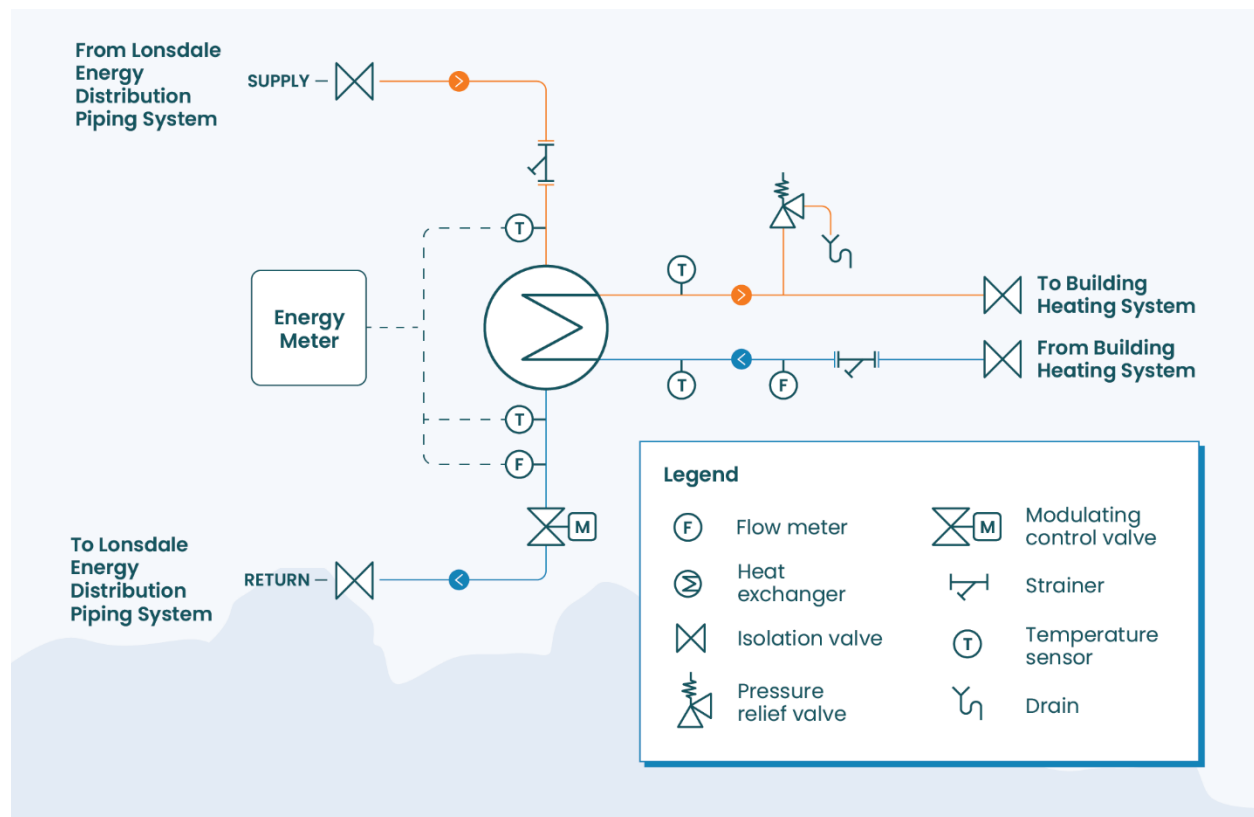 From Lonsdale
Energy
Distribution
Piping System
SUPPLY
T
T
To Building
Heating System
Energy
Meter
From Building
Heating System
T
F
T
F
M
To Lonsdale
Energy
Distribution
Piping System
RETURN
Legend
F
Flow meter
Heat
exchanger
Isolation valve
Pressure
relief valve
M
Modulating
control valve
Strainer
T
Temperature
sensor
Drain